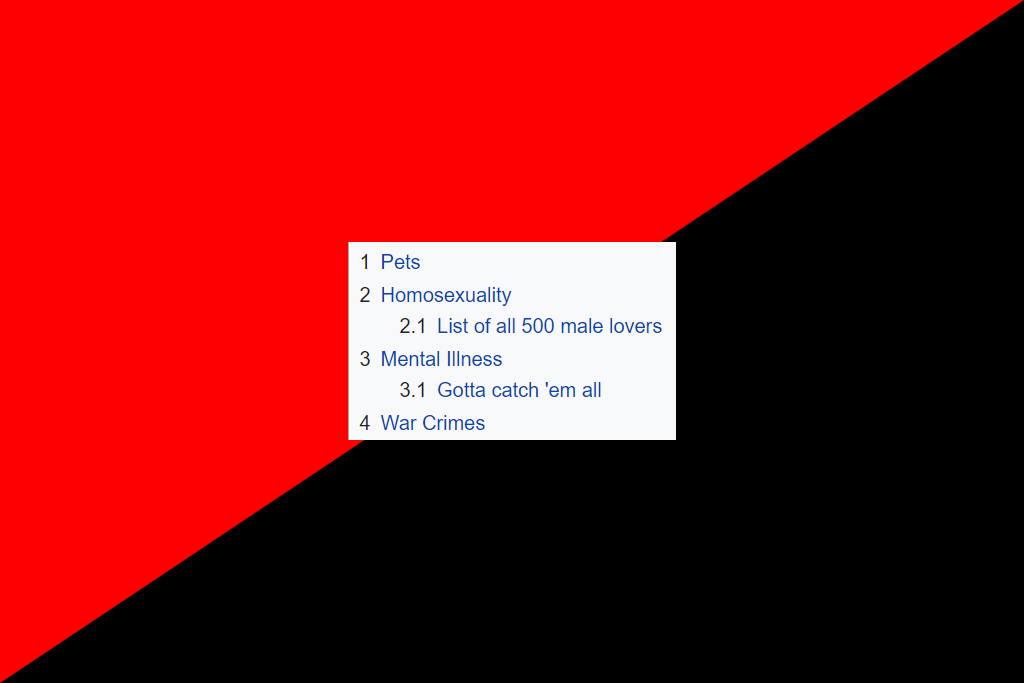 1 Pets
2 Homosexuality
2.1 List of all 500 male lovers
3 Mental Illness
3.1 Gotta catch 'em all
4 War Crimes